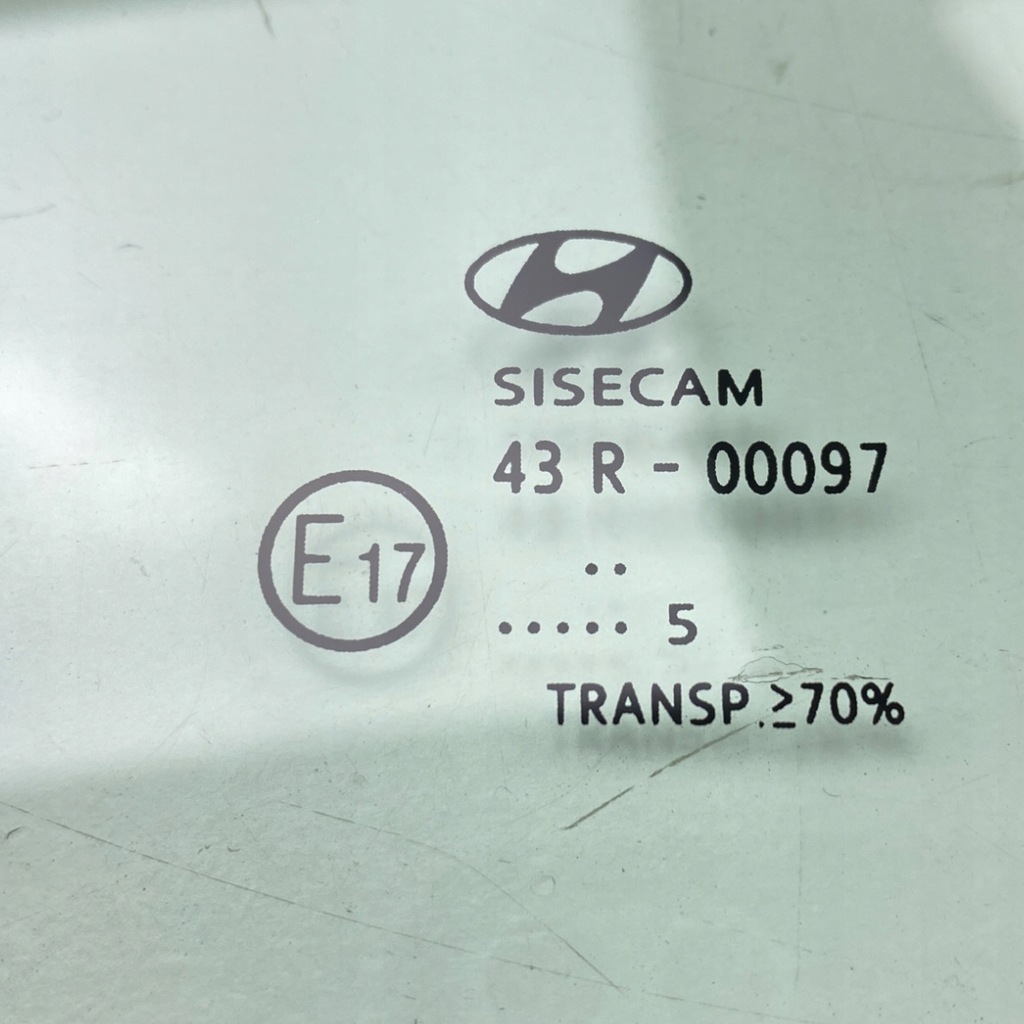 SISECAM
43 R - 00097
E 17
..
..... 5
TRANSP. ≥70%